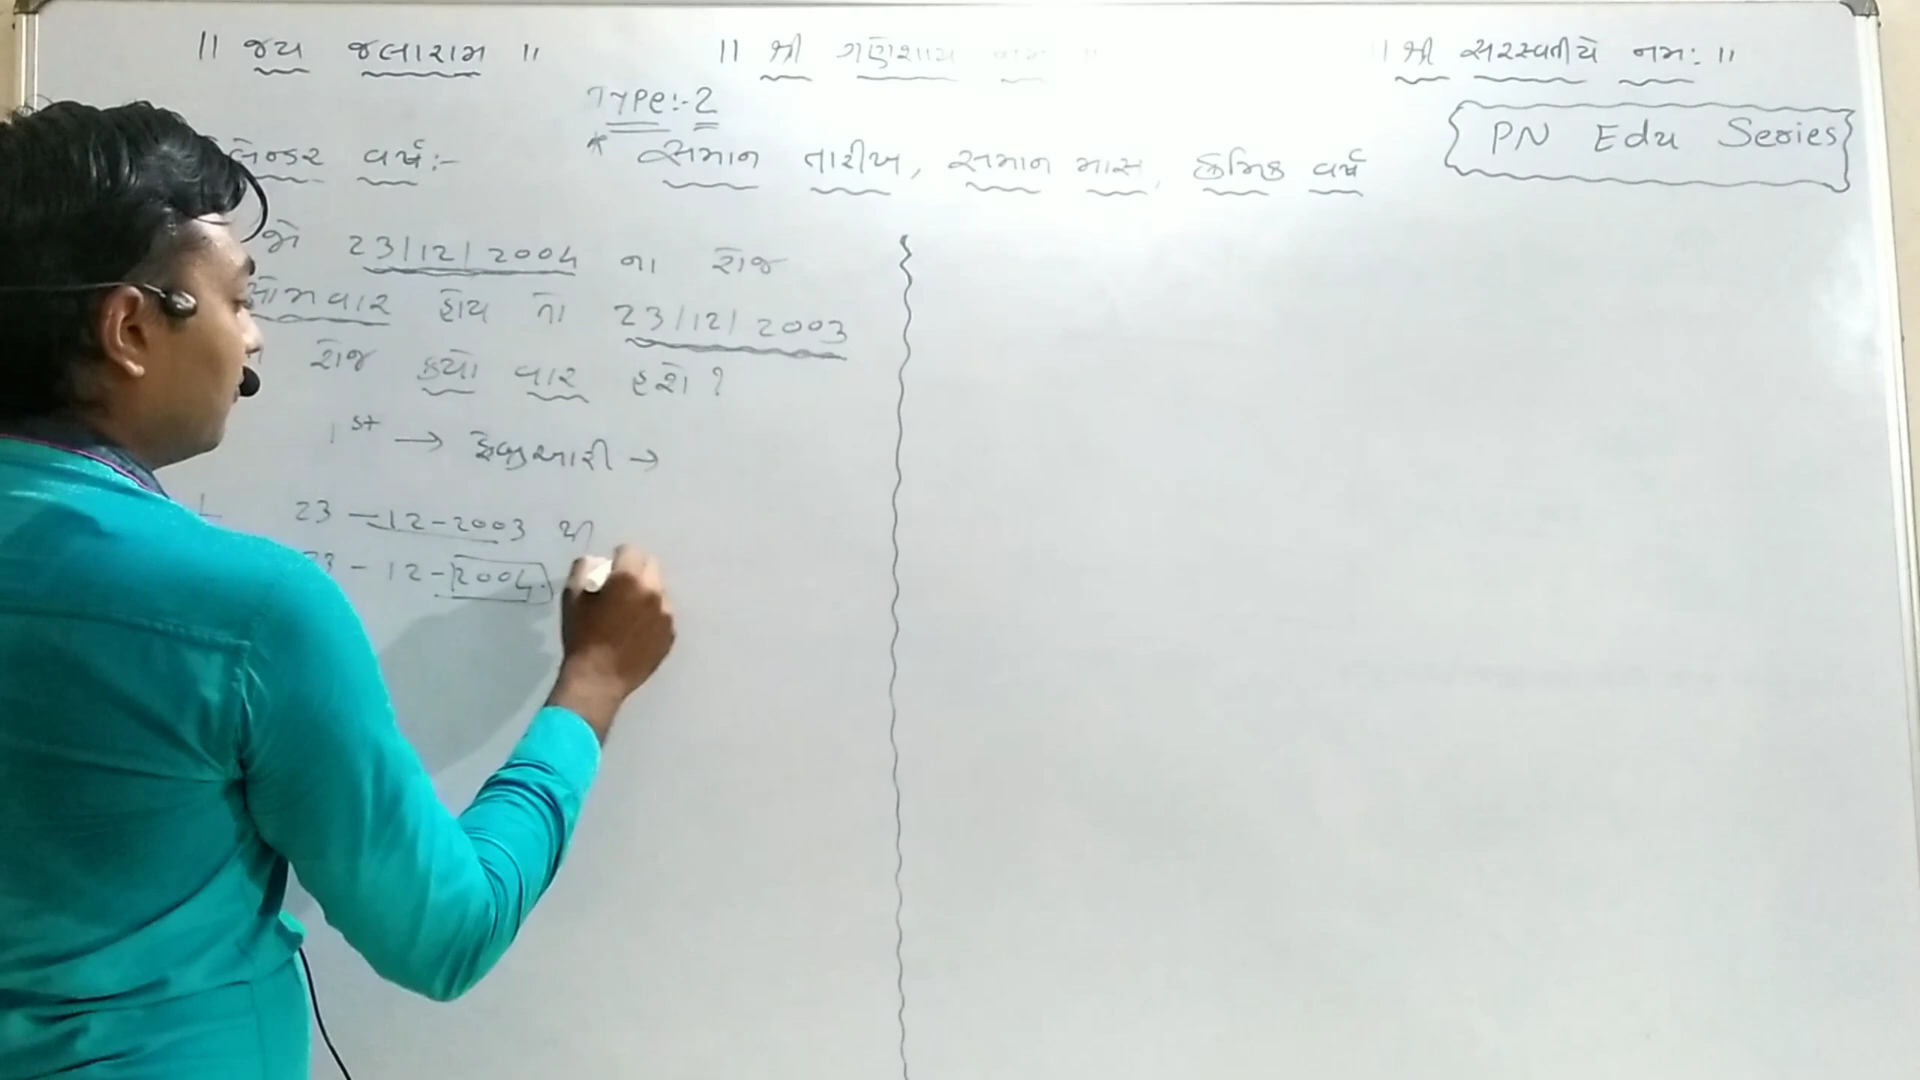 ॥ જય જલારામ ॥
॥ શ્રી ગણેશાય નમ ॥
॥ શ્રી સરસ્વતીયે નમઃ ॥
Type:-2
PN Edu Series
વર્ષ:-
* સમાન તારીખ, સમાન માસ, ક્રમિક વર્ષ
જો 23/12/2004 ના રોજ
સોમવાર હોય તો 23/12/2003
રોજ કયો વાર હશે?
1st → ફેબ્રુઆરી →
23-12-2003 થી
23-12-2004